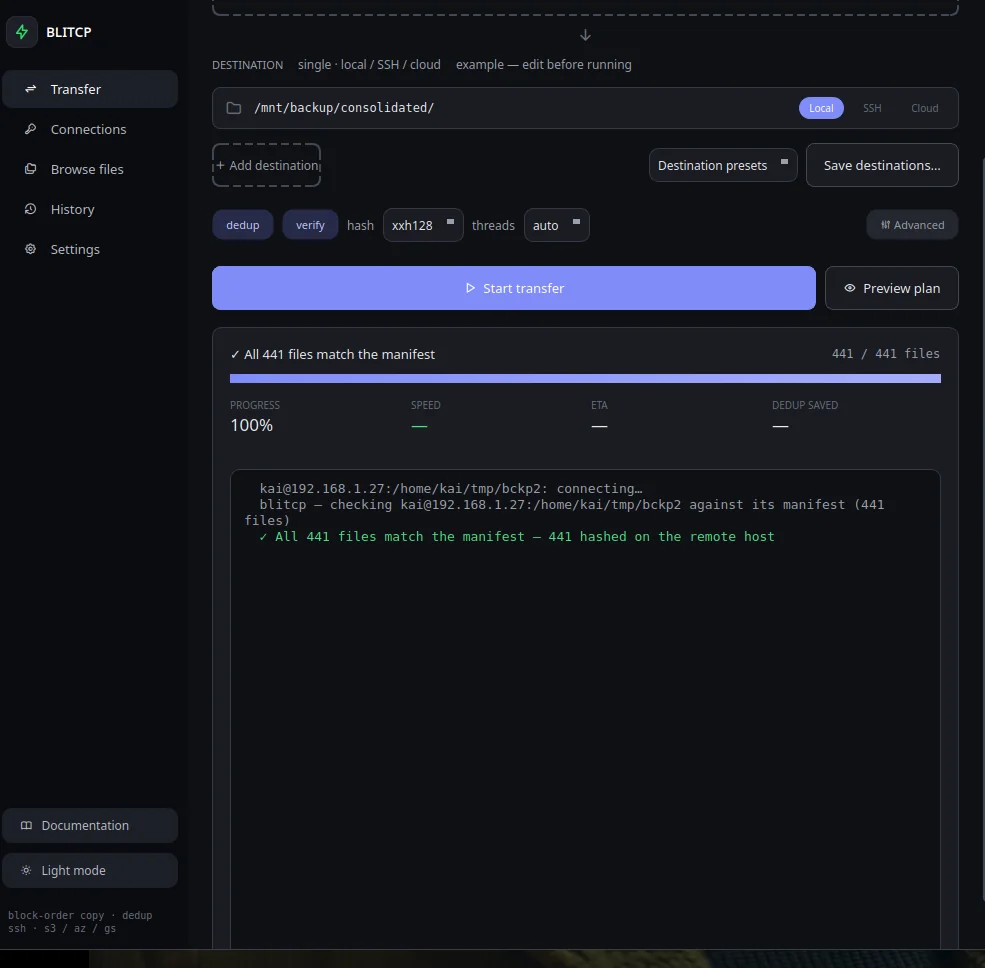 BLITCP
Transfer
Connections
Browse files
History
Settings
Documentation
Light mode
block-order copy · dedup
ssh · s3 / az / gs
DESTINATION single · local / SSH / cloud example — edit before running
/mnt/backup/consolidated/ Local SSH Cloud
+ Add destination Destination presets Save destinations...
dedup verify hash xxh128 threads auto Advanced
Start transfer Preview plan
✓ All 441 files match the manifest 441 / 441 files
PROGRESS SPEED ETA DEDUP SAVED
100% — — —
kai@192.168.1.27:/home/kai/tmp/bckp2: connecting…
blitcp — checking kai@192.168.1.27:/home/kai/tmp/bckp2 against its manifest (441
files)
✓ All 441 files match the manifest — 441 hashed on the remote host